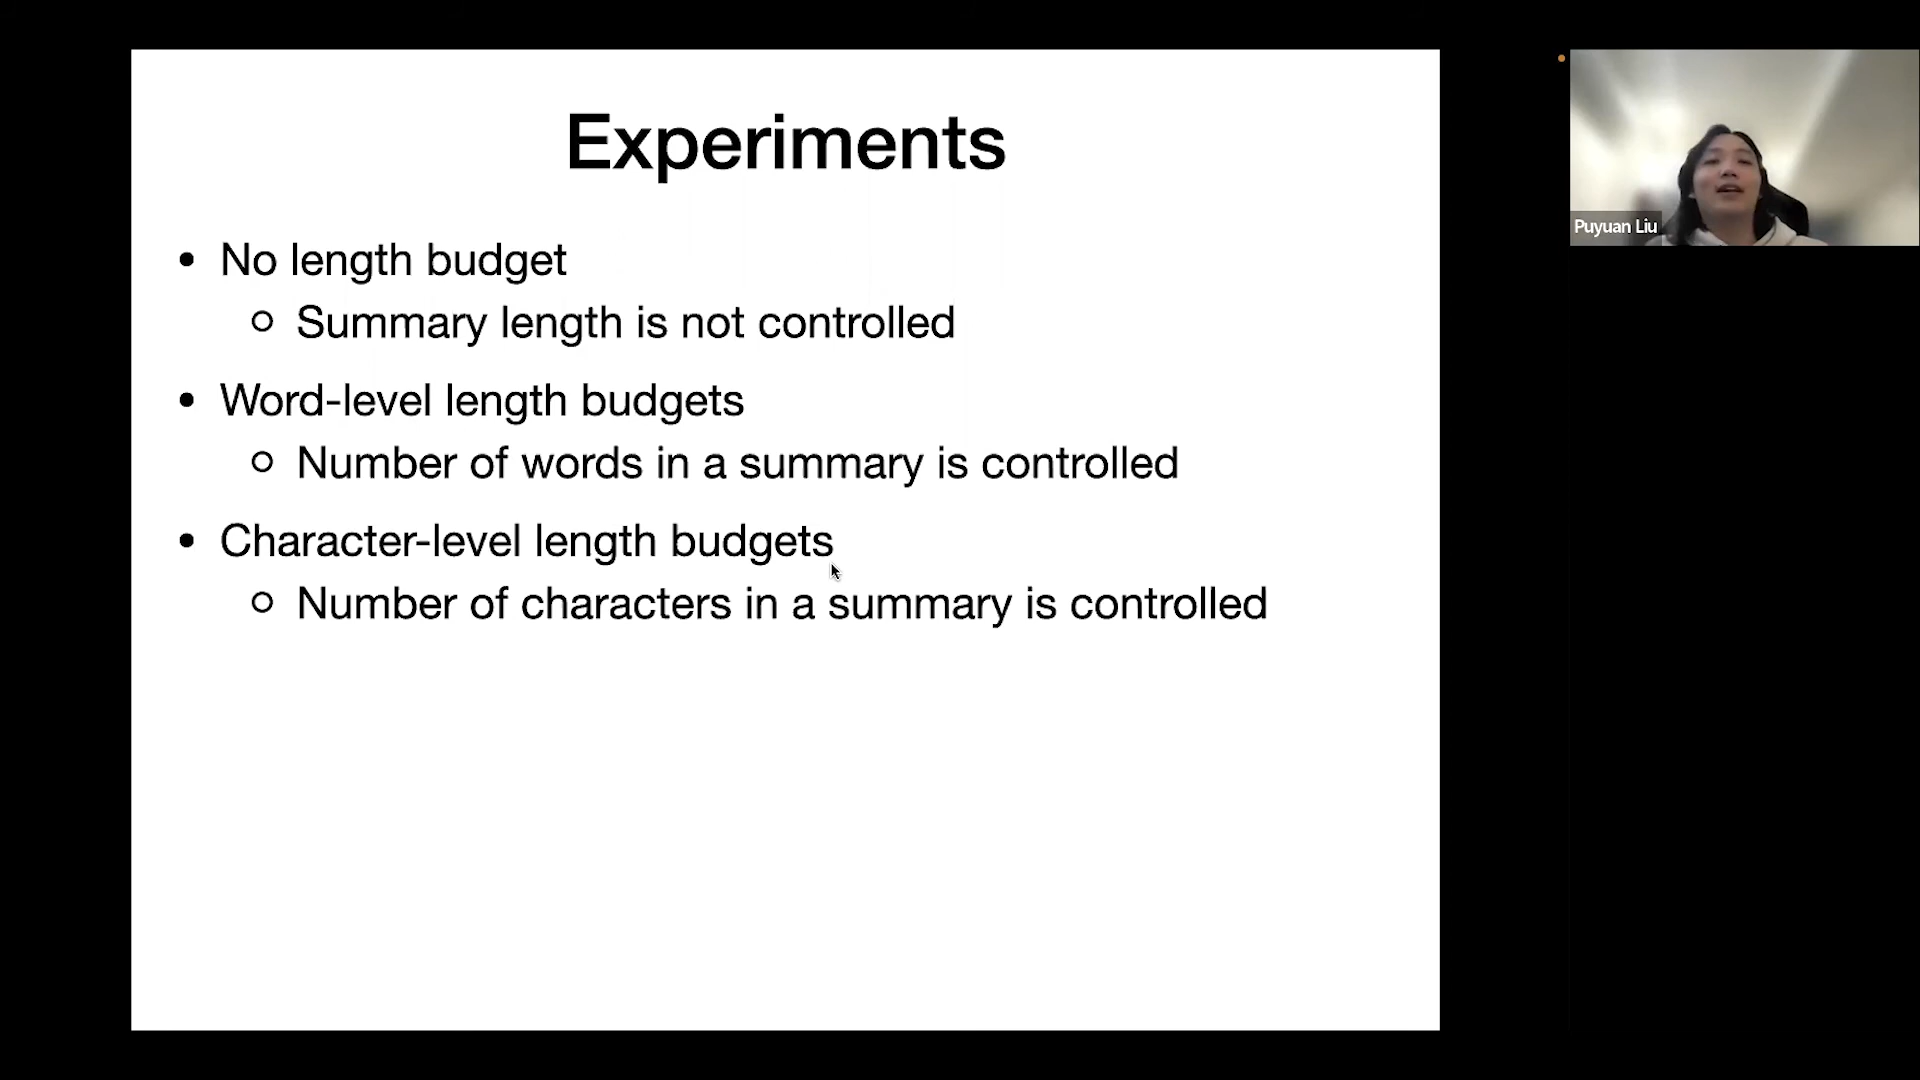 Experiments
• No length budget
○ Summary length is not controlled
• Word-level length budgets
○ Number of words in a summary is controlled
• Character-level length budgets
○ Number of characters in a summary is controlled
Puyuan Liu